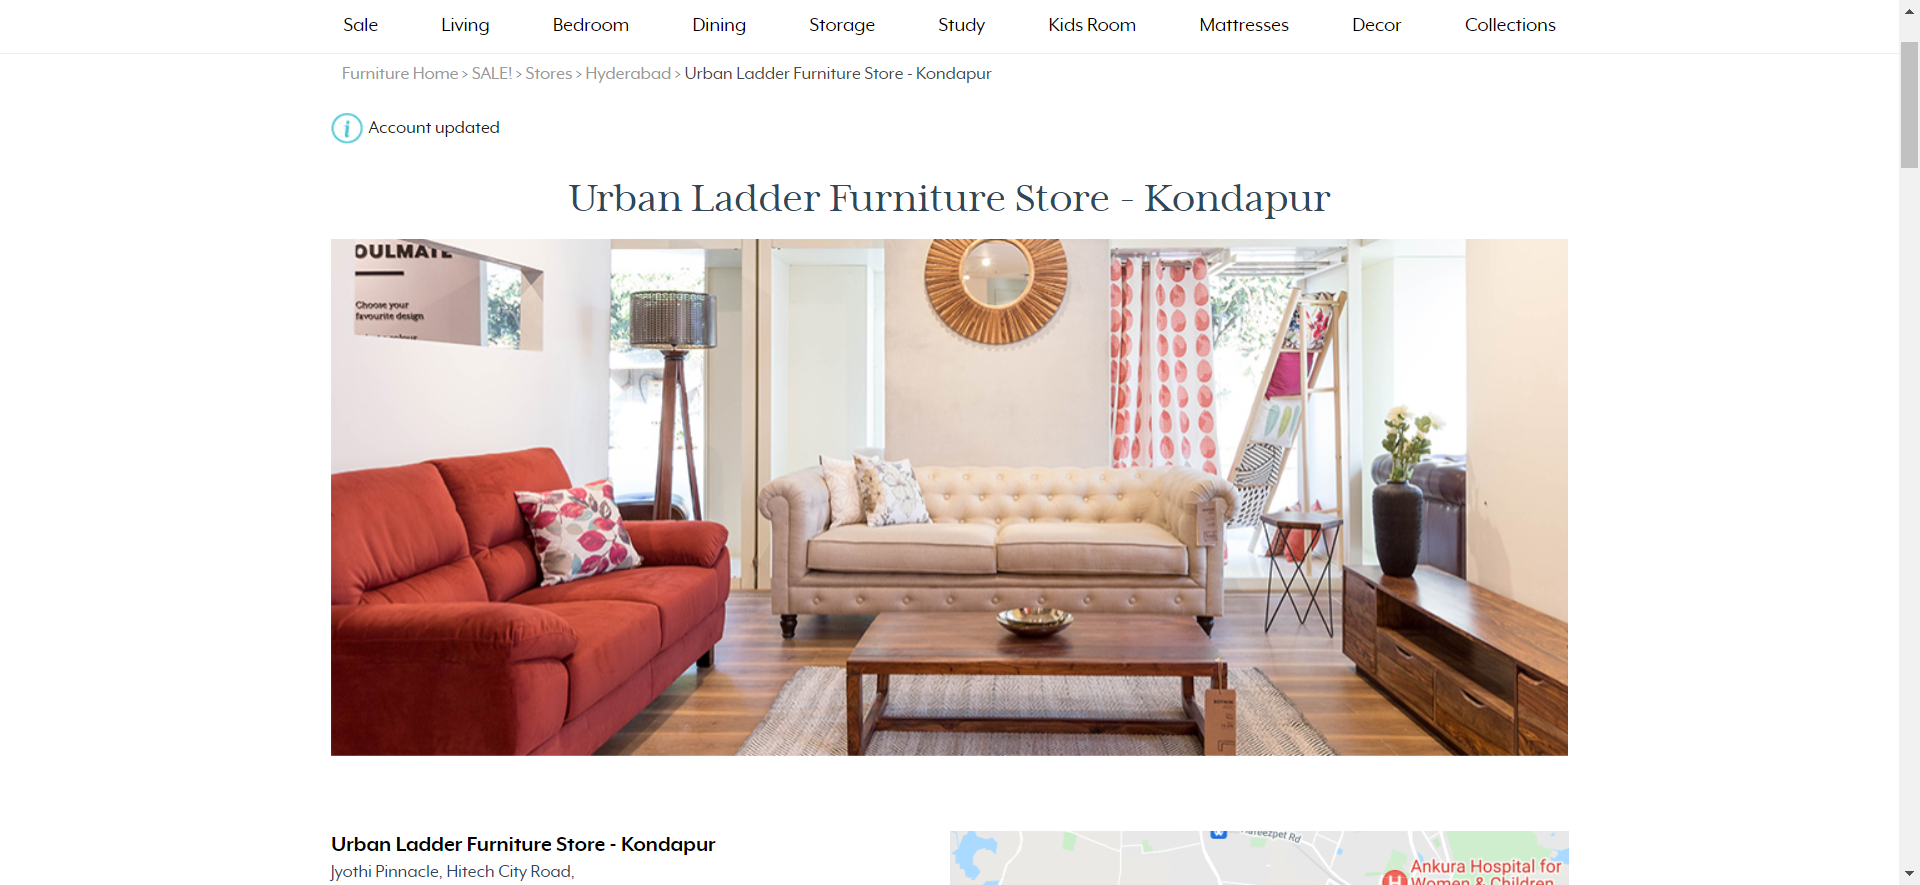 Sale Living Bedroom Dining Storage Study Kids Room Mattresses Decor Collections
Furniture Home > SALE! > Stores > Hyderabad > Urban Ladder Furniture Store - Kondapur
i Account updated
Urban Ladder Furniture Store - Kondapur
OULMATE
Choose your
favourite design
Urban Ladder Furniture Store - Kondapur
Jyothi Pinnacle, Hitech City Road,
Rd
Ankura Hospital for
Women & Children
H